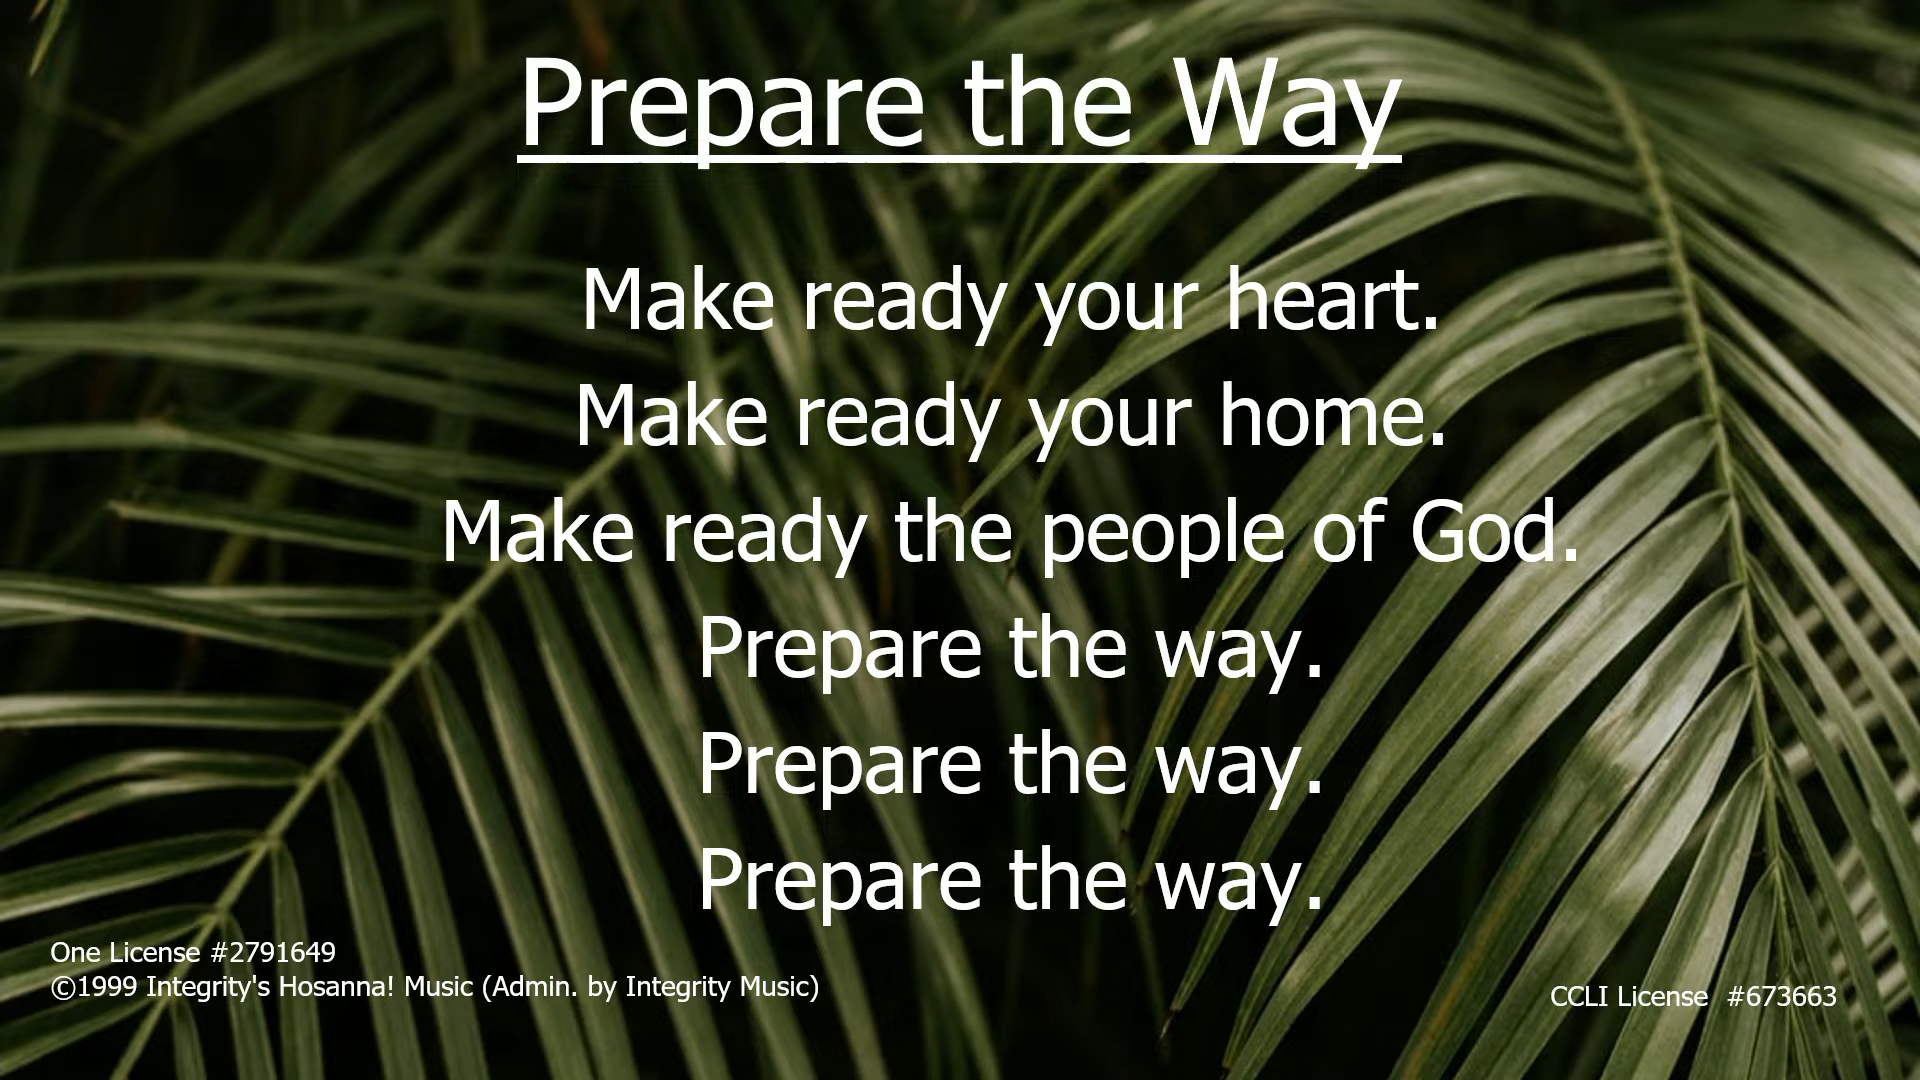 Prepare the Way
Make ready your heart.
Make ready your home.
Make ready the people of God.
Prepare the way.
Prepare the way.
Prepare the way.
One License #2791649
©1999 Integrity's Hosanna! Music (Admin. by Integrity Music)
CCLI License  #673663